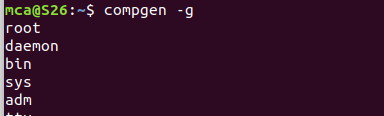 mca@S26:~$ compgen -g
root
daemon
bin
sys
adm